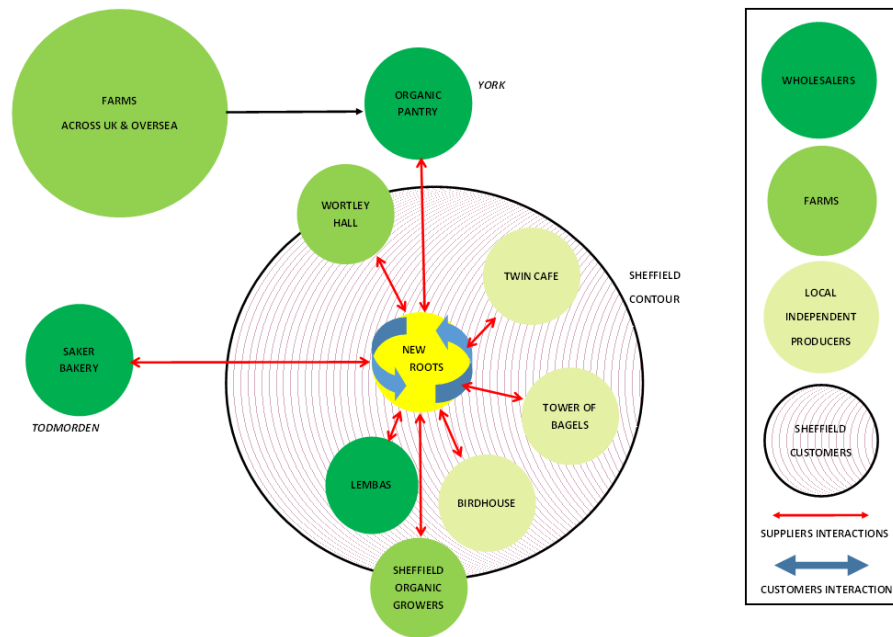 FARMS
ACROSS UK & OVERSEA
ORGANIC
PANTRY
YORK
WORTLEY
HALL
TWIN CAFE
SHEFFIELD
CONTOUR
NEW
ROOTS
SAKER
BAKERY
TODMORDEN
TOWER OF
BAGELS
LEMBAS
BIRDHOUSE
SHEFFIELD
ORGANIC
GROWERS
WHOLESALERS
FARMS
LOCAL
INDEPENDENT
PRODUCERS
SHEFFIELD
CUSTOMERS
SUPPLIERS INTERACTIONS
CUSTOMERS INTERACTION